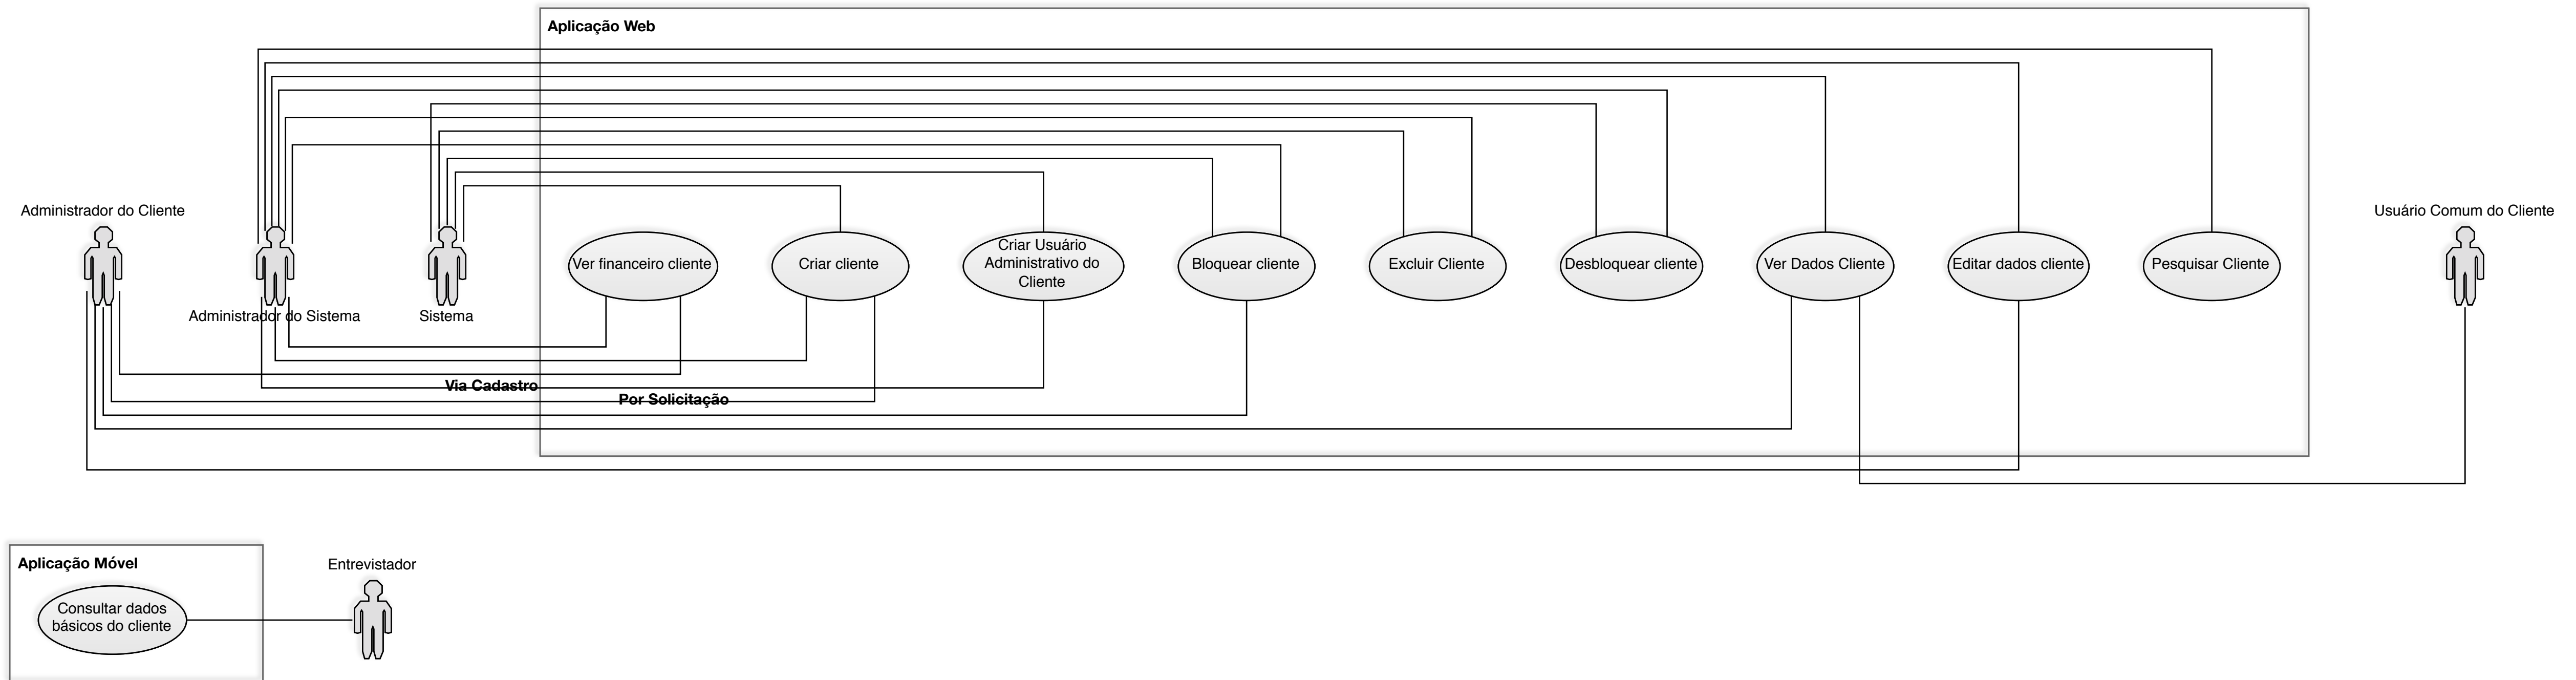 Aplicação Web
Administrador do Cliente
Usuário Comum do Cliente
Ver financeiro cliente
Criar cliente
Criar Usuário
Administrativo do
Cliente
Bloquear cliente
Excluir Cliente
Desbloquear cliente
Ver Dados Cliente
Editar dados cliente
Pesquisar Cliente
Administrador do Sistema
Sistema
Via Cadastro
Por Solicitação
Aplicação Móvel
Entrevistador
Consultar dados
básicos do cliente